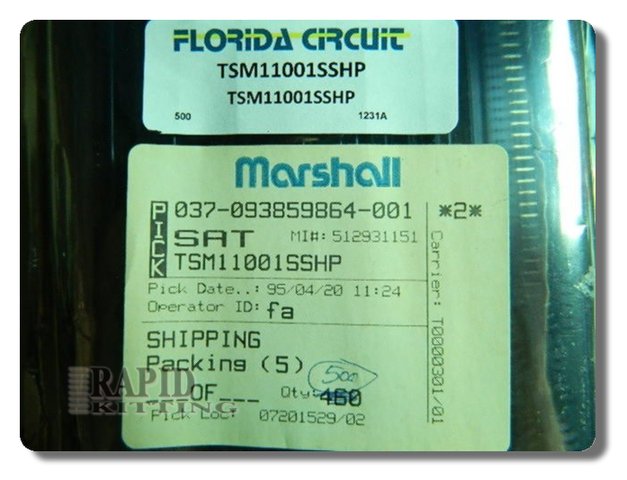 FLORIDA CIRCUIT
TSM11001SSHP
TSM11001SSHP
500 1231A
Marshall
PICK
037-093859864-001 *2*
SAT MI#: 512931151
TSM11001SSHP
Pick Date..: 95/04/20 11:24
Operator ID: fa
Carrier: T0000301/01
SHIPPING
Packing (5)
500
___OF___ Qty 460
Pick Loc: 07201529/02
RAPID
KITTING